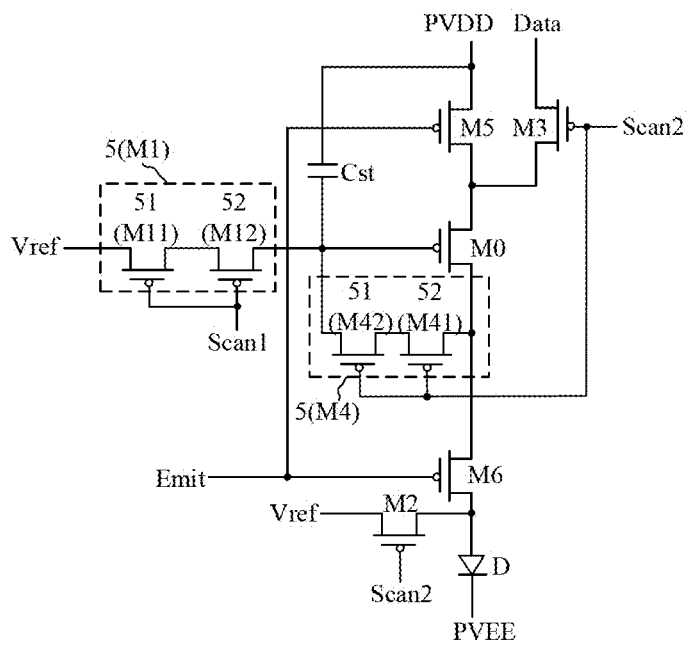 PVDD Data
M5 M3 Scan2
5(M1)
Cst
51 52
Vref (M11) (M12)
M0
51 52
(M42) (M41)
Scan1
5(M4)
Emit
M6
Vref M2
D
Scan2
PVEE